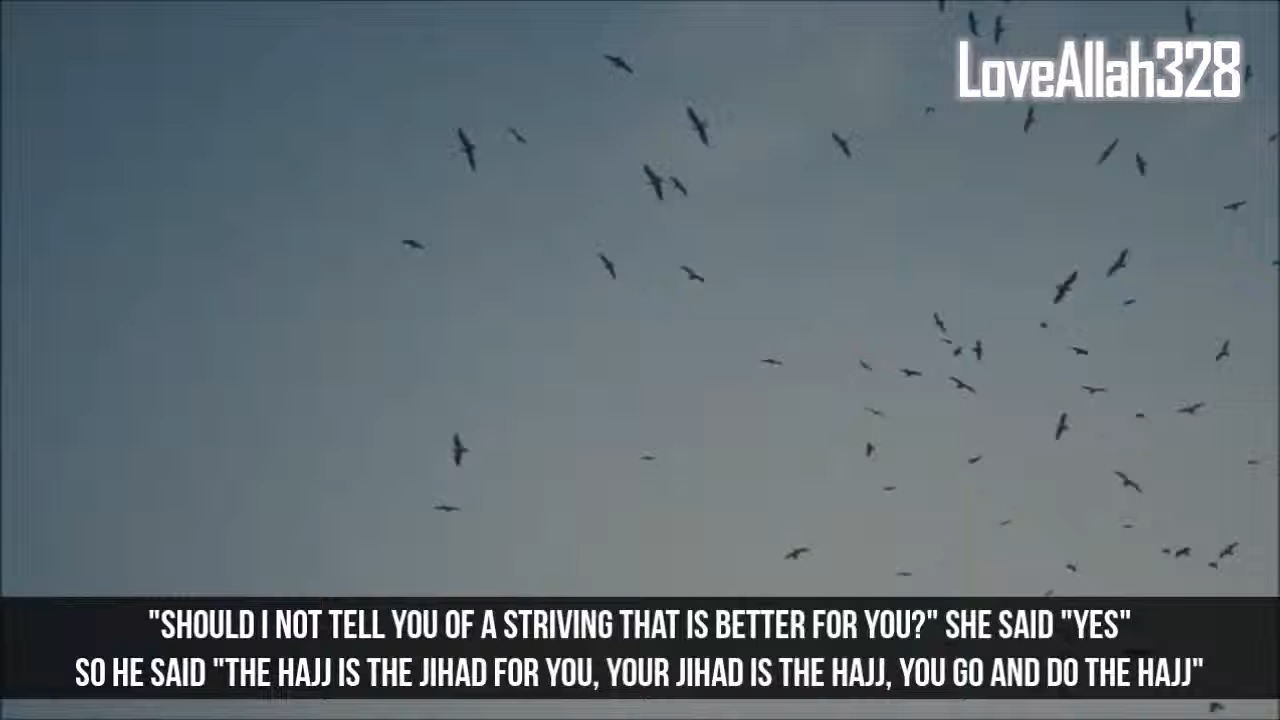 LoveAllah328
"SHOULD I NOT TELL YOU OF A STRIVING THAT IS BETTER FOR YOU?" SHE SAID "YES"
SO HE SAID "THE HAJJ IS THE JIHAD FOR YOU, YOUR JIHAD IS THE HAJJ, YOU GO AND DO THE HAJJ"